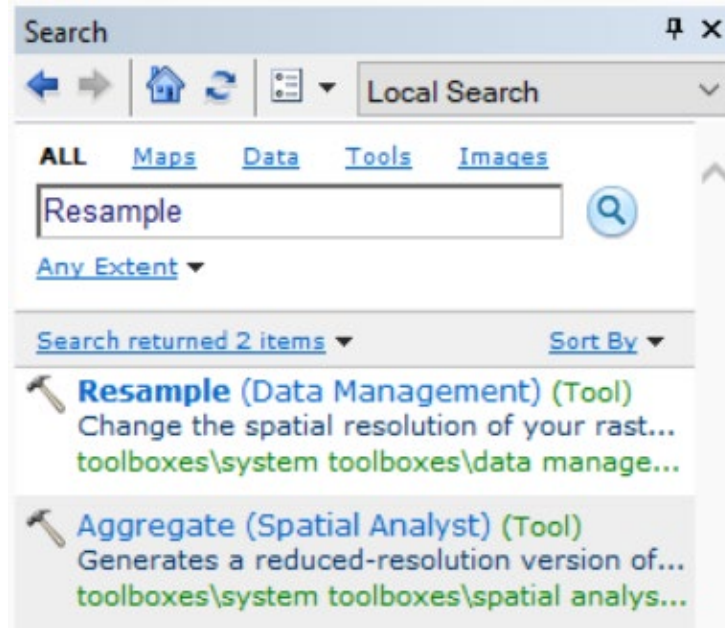 Search
Local Search
ALL Maps Data Tools Images
Resample
Any Extent
Search returned 2 items Sort By
Resample (Data Management) (Tool)
Change the spatial resolution of your rast...
toolboxes\system toolboxes\data manage...
Aggregate (Spatial Analyst) (Tool)
Generates a reduced-resolution version of...
toolboxes\system toolboxes\spatial analys...